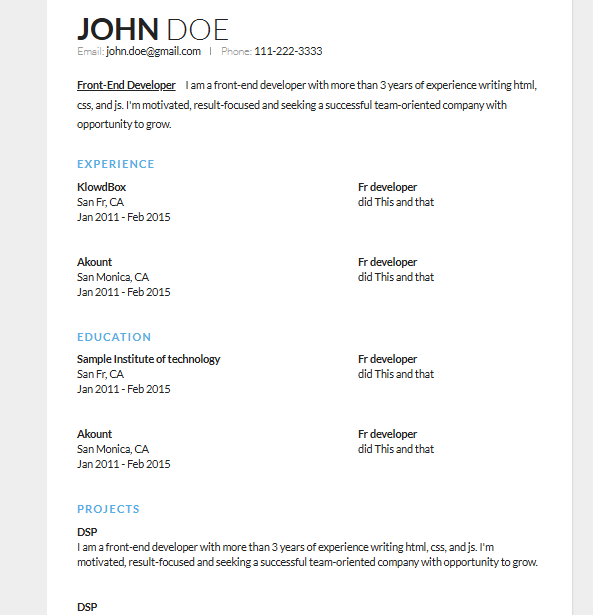 JOHN DOE
Email: john.doe@gmail.com | Phone: 111-222-3333
Front-End Developer I am a front-end developer with more than 3 years of experience writing html,
css, and js. I'm motivated, result-focused and seeking a successful team-oriented company with
opportunity to grow.
EXPERIENCE
KlowdBox Fr developer
San Fr, CA did This and that
Jan 2011 - Feb 2015
Akount Fr developer
San Monica, CA did This and that
Jan 2011 - Feb 2015
EDUCATION
Sample Institute of technology Fr developer
San Fr, CA did This and that
Jan 2011 - Feb 2015
Akount Fr developer
San Monica, CA did This and that
Jan 2011 - Feb 2015
PROJECTS
DSP
I am a front-end developer with more than 3 years of experience writing html, css, and js. I'm
motivated, result-focused and seeking a successful team-oriented company with opportunity to grow.
DSP